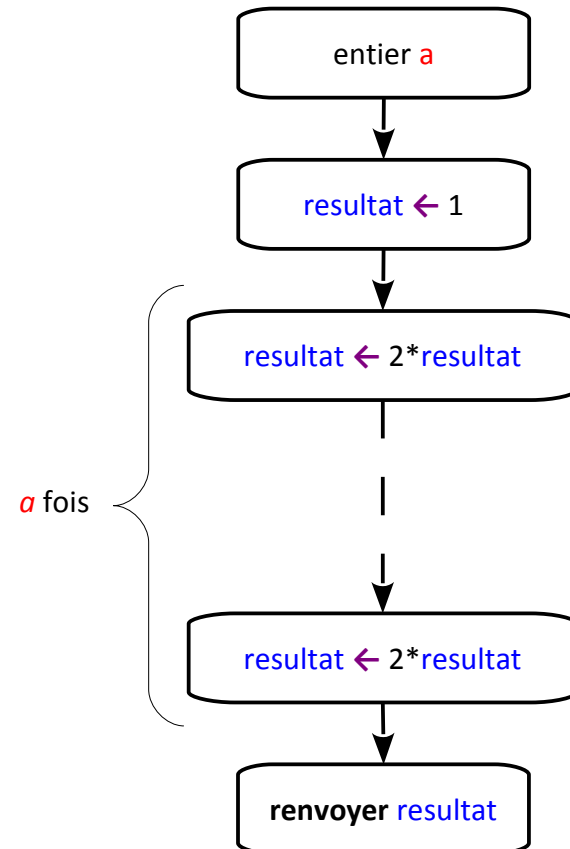 entier a
resultat ← 1
resultat ← 2*resultat
a fois
resultat ← 2*resultat
renvoyer resultat